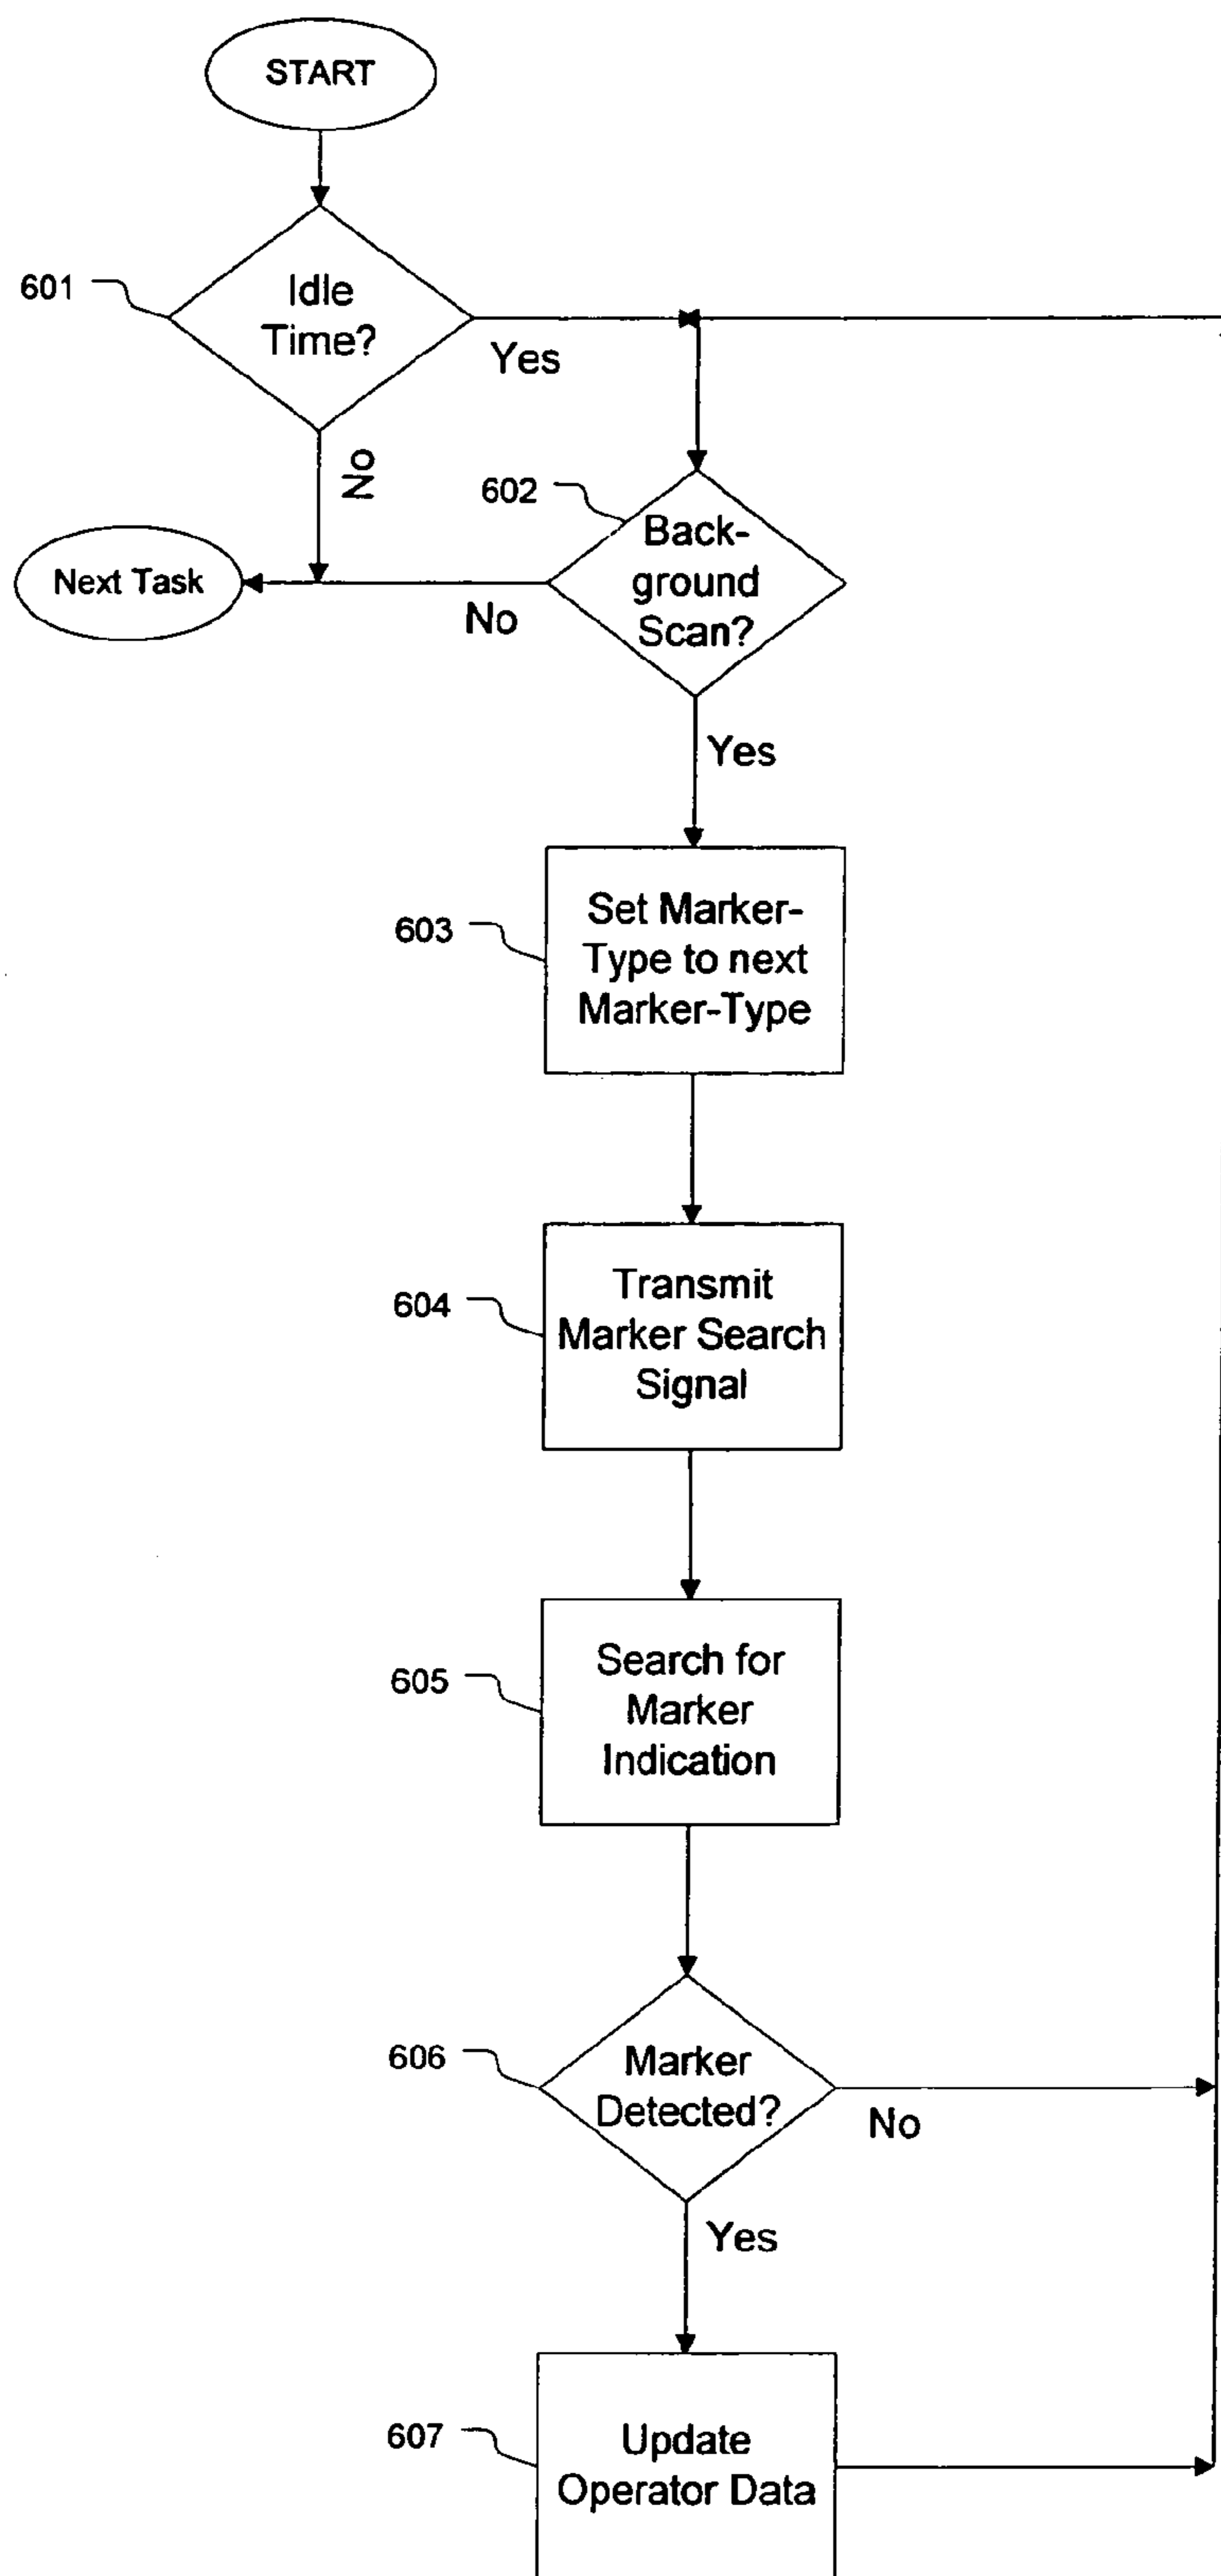 START
601
Idle
Time?
Yes
No
602
Back-
ground
Scan?
Next Task
No
Yes
603
Set Marker-
Type to next
Marker-Type
604
Transmit
Marker Search
Signal
605
Search for
Marker
Indication
606
Marker
Detected?
No
Yes
607
Update
Operator Data